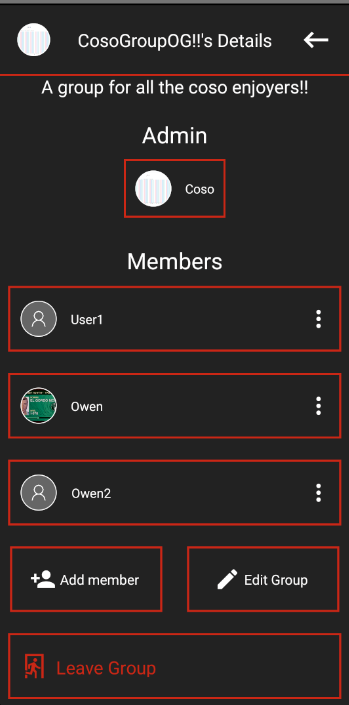 CosoGroupOG!!'s Details
A group for all the coso enjoyers!!
Admin
Coso
Members
User1
Owen
Owen2
Add member
Edit Group
Leave Group